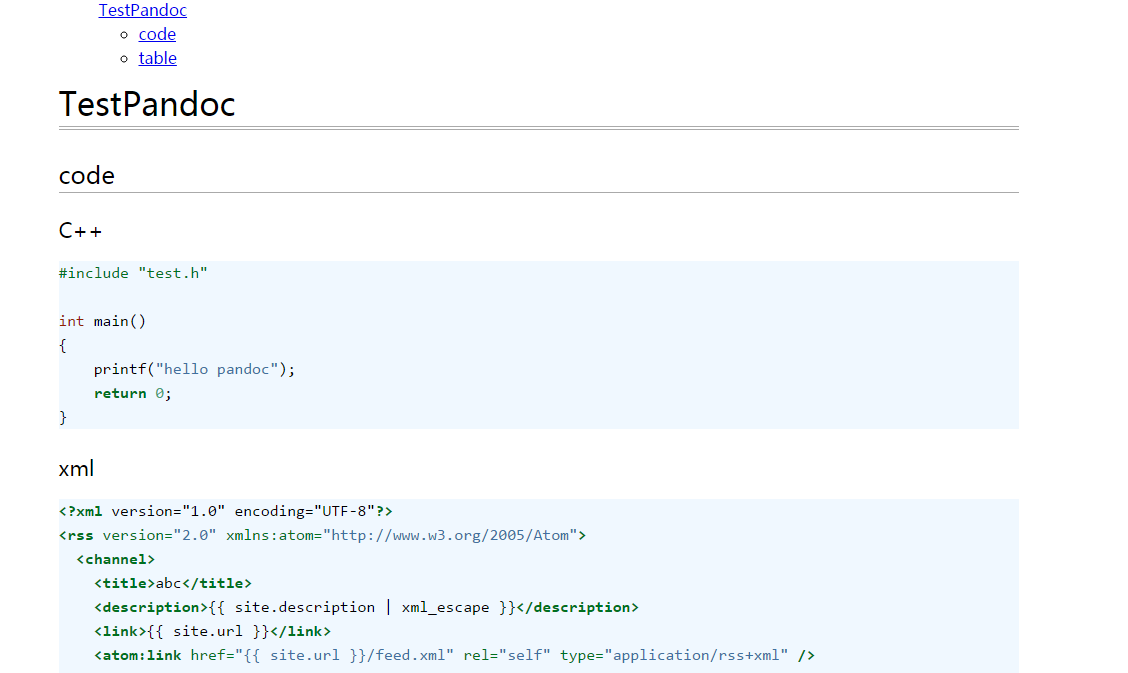 TestPandoc
code
table
TestPandoc
code
C++
#include "test.h"
int main()
{
    printf("hello pandoc");
    return 0;
}
xml
<?xml version="1.0" encoding="UTF-8"?>
<rss version="2.0" xmlns:atom="http://www.w3.org/2005/Atom">
  <channel>
    <title>abc</title>
    <description>{{ site.description | xml_escape }}</description>
    <link>{{ site.url }}</link>
    <atom:link href="{{ site.url }}/feed.xml" rel="self" type="application/rss+xml" />